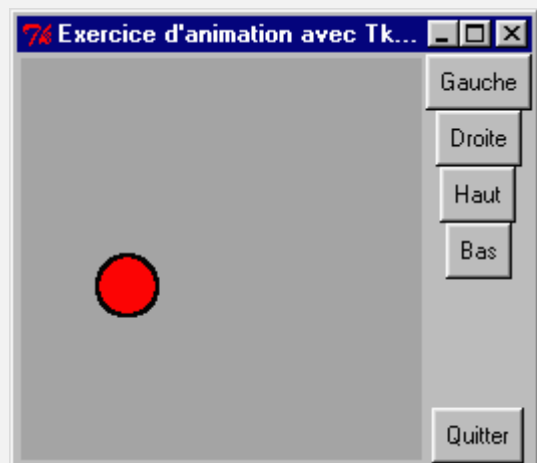 Exercice d'animation avec Tk...
Gauche
Droite
Haut
Bas
Quitter